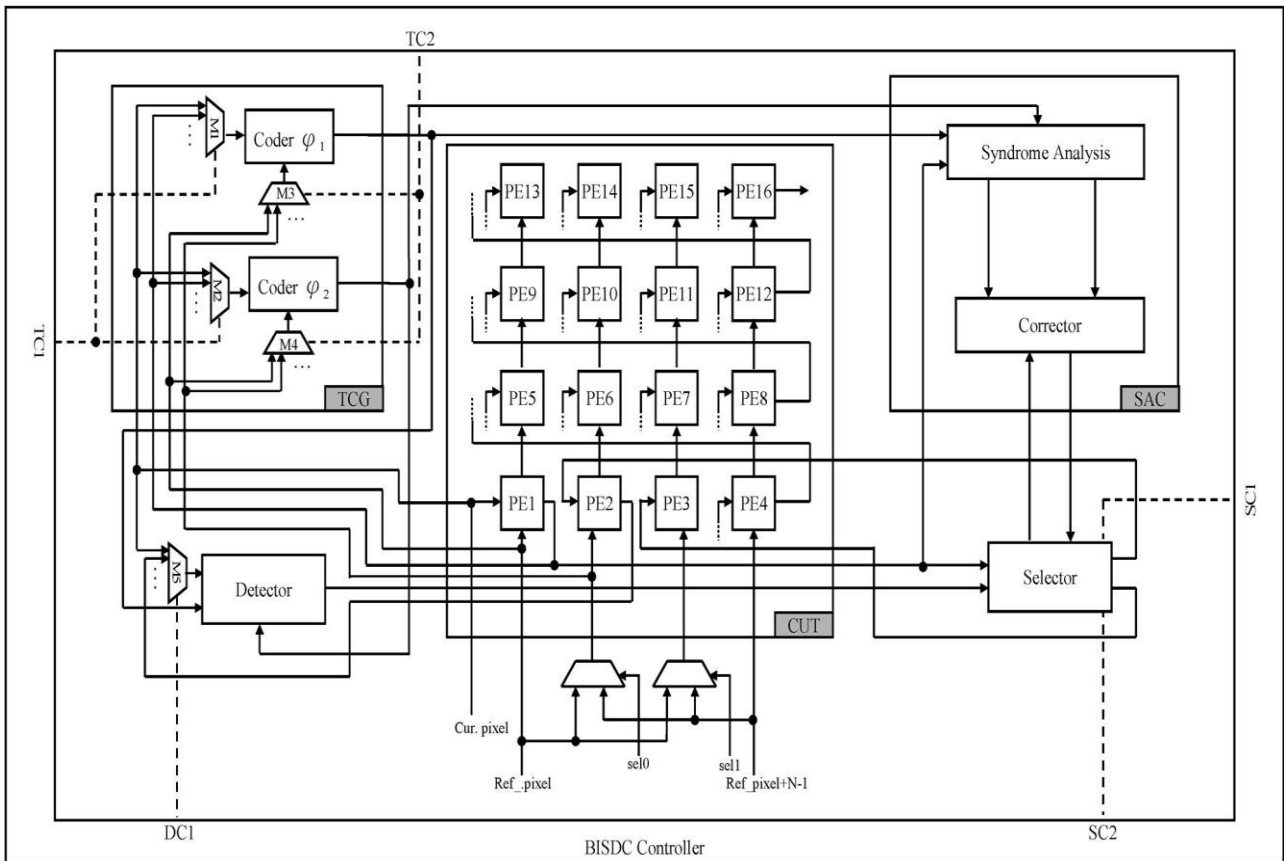 TC2
M1
Coder φ1
M3
...
M2
Coder φ2
M4
...
TC1
TCG
PE13 PE14 PE15 PE16
PE9 PE10 PE11 PE12
PE5 PE6 PE7 PE8
PE1 PE2 PE3 PE4
CUT
Syndrome Analysis
Corrector
SAC
SC1
M5
Detector
Selector
Cur. pixel
sel0
sel1
Ref_.pixel
Ref_pixel+N-1
DC1
SC2
BISDC Controller